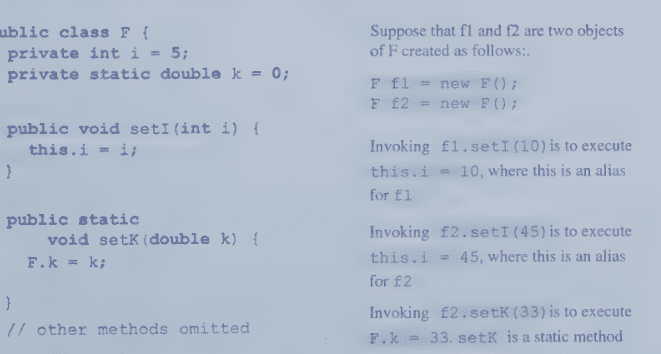 ublic class F {
private int i = 5;
private static double k = 0;
public void setI(int i) {
this.i = i;
}
public static
void setK(double k) {
F.k = k;
}
// other methods omitted
Suppose that f1 and f2 are two objects
of F created as follows:.
F f1 = new F();
F f2 = new F();
Invoking f1.setI(10) is to execute
this.i = 10, where this is an alias
for f1
Invoking f2.setI(45) is to execute
this.i = 45, where this is an alias
for f2
Invoking f2.setK(33) is to execute
F.k = 33. setK is a static method